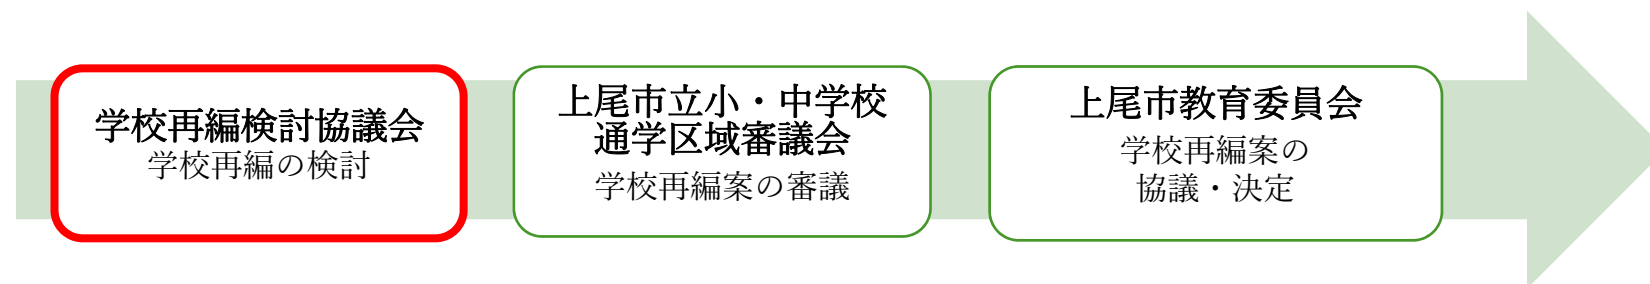 学校再編検討協議会
学校再編の検討
上尾市立小・中学校
通学区域審議会
学校再編案の審議
上尾市教育委員会
学校再編案の
協議・決定